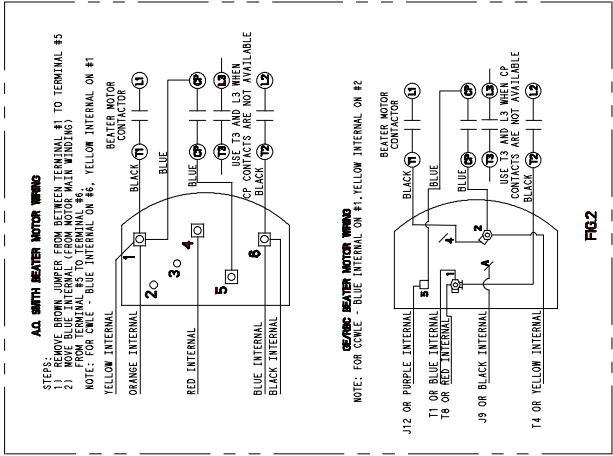 A.O. SMITH BEATER MOTOR WIRING
STEPS:
1) REMOVE BROWN JUMPER FROM BETWEEN TERMINAL #1 TO TERMINAL #5
2) MOVE BLUE INTERNAL (FROM MOTOR MAIN WINDING)
FROM TERMINAL #5 TO TERMINAL #6.
NOTE: FOR CWLE - BLUE INTERNAL ON #6, YELLOW INTERNAL ON #1
YELLOW INTERNAL
ORANGE INTERNAL
RED INTERNAL
BLUE INTERNAL
BLACK INTERNAL
1
2
3
4
5
6
BLACK
BLUE
BLUE
BLACK
BEATER MOTOR
CONTACTOR
T1
L1
CP
CP
T3
L3
USE T3 AND L3 WHEN
CP CONTACTS ARE NOT AVAILABLE
T2
L2
GE/RBC BEATER MOTOR WIRING
NOTE: FOR CCWLE - BLUE INTERNAL ON #1.YELLOW INTERNAL ON #2
J12 OR PURPLE INTERNAL
T1 OR BLUE INTERNAL
T8 OR RED INTERNAL
J9 OR BLACK INTERNAL
T4 OR YELLOW INTERNAL
5
4
1
2
A
BLACK
BLUE
BLUE
BLACK
BEATER MOTOR
CONTACTOR
T1
L1
CP
CP
T3
L3
USE T3 AND L3 WHEN CP
CONTACTS ARE NOT AVAILABLE
T2
L2
FIG.2